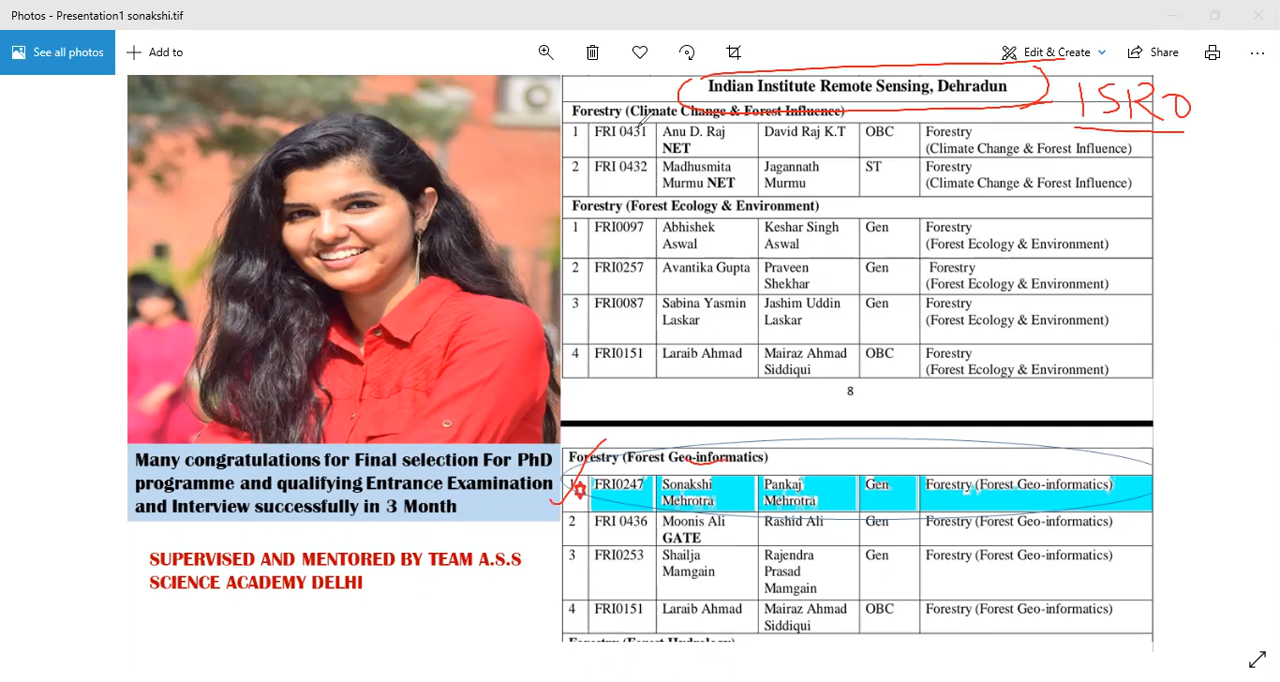 Photos - Presentation1 sonakshi.tif
See all photos
Add to
Edit & Create
Share
Indian Institute Remote Sensing, Dehradun
ISRO
Forestry (Climate Change & Forest Influence)
1 FRI 0431 Anu D. Raj NET David Raj K.T OBC Forestry (Climate Change & Forest Influence)
2 FRI 0432 Madhusmita Murmu NET Jagannath Murmu ST Forestry (Climate Change & Forest Influence)
Forestry (Forest Ecology & Environment)
1 FRI0097 Abhishek Aswal Keshar Singh Aswal Gen Forestry (Forest Ecology & Environment)
2 FRI0257 Avantika Gupta Praveen Shekhar Gen Forestry (Forest Ecology & Environment)
3 FRI0087 Sabina Yasmin Laskar Jashim Uddin Laskar Gen Forestry (Forest Ecology & Environment)
4 FRI0151 Laraib Ahmad Mairaz Ahmad Siddiqui OBC Forestry (Forest Ecology & Environment)
8
Forestry (Forest Geo-informatics)
1 FRI0247 Sonakshi Mehrotra Pankaj Mehrotra Gen Forestry (Forest Geo-informatics)
2 FRI 0436 Moonis Ali GATE Rashid Ali Gen Forestry (Forest Geo-informatics)
3 FRI0253 Shailja Mamgain Rajendra Prasad Mamgain Gen Forestry (Forest Geo-informatics)
4 FRI0151 Laraib Ahmad Mairaz Ahmad Siddiqui OBC Forestry (Forest Geo-informatics)
Forestry (Forest Hydrology)
Many congratulations for Final selection For PhD
programme and qualifying Entrance Examination
and Interview successfully in 3 Month
SUPERVISED AND MENTORED BY TEAM A.S.S
SCIENCE ACADEMY DELHI